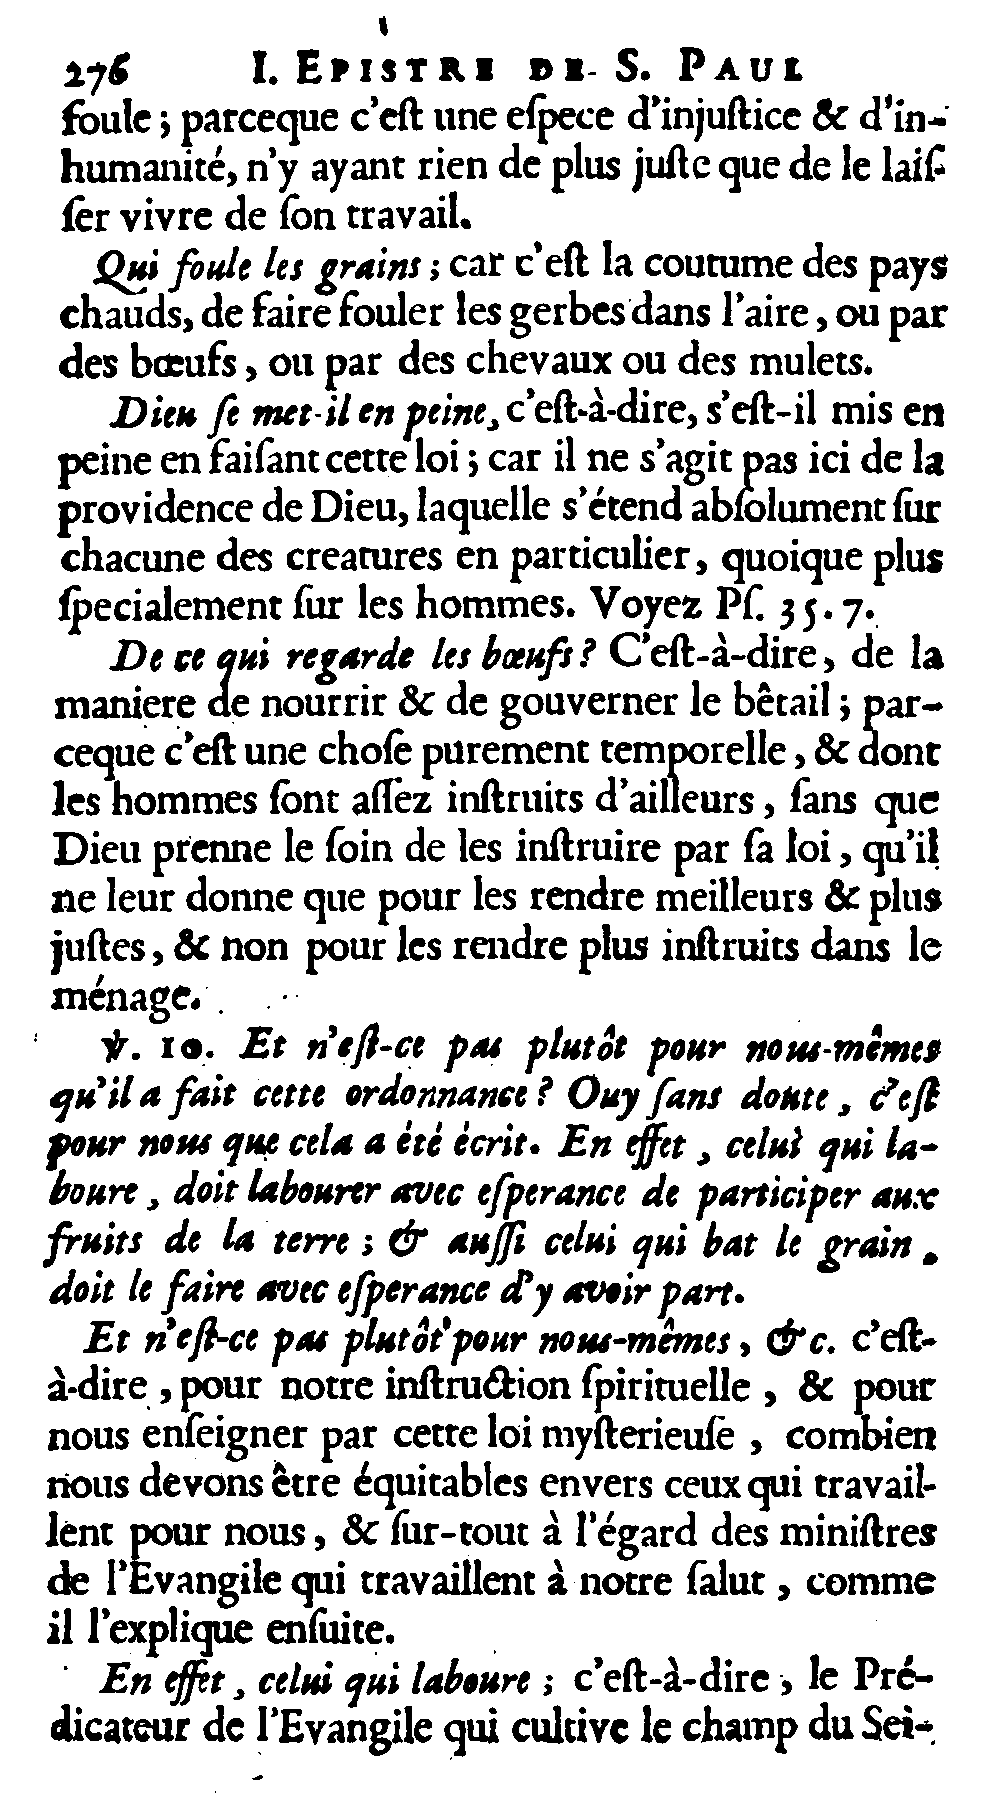 276 I. EPISTRE DE S. PAUL
foule ; parceque c'eſt une eſpece d'injuſtice & d'in-
humanité, n'y ayant rien de plus juſte que de le laiſ-
ſer vivre de ſon travail.
Qui foule les grains ; car c'eſt la coutume des pays
chauds, de faire fouler les gerbes dans l'aire, ou par
des bœufs, ou par des chevaux ou des mulets.
Dieu ſe met-il en peine, c'eſt-à-dire, s'eſt-il mis en
peine en faiſant cette loi ; car il ne s'agit pas ici de la
providence de Dieu, laquelle s'étend abſolument ſur
chacune des creatures en particulier, quoique plus
ſpecialement ſur les hommes. Voyez Pſ. 35. 7.
De ce qui regarde les bœufs ? C'eſt-à-dire, de la
maniere de nourrir & de gouverner le bêtail ; par-
ceque c'eſt une choſe purement temporelle, & dont
les hommes ſont aſſez inſtruits d'ailleurs, ſans que
Dieu prenne le ſoin de les inſtruire par ſa loi, qu'il
ne leur donne que pour les rendre meilleurs & plus
juſtes, & non pour les rendre plus inſtruits dans le
ménage.
℣. 10. Et n'eſt-ce pas plutôt pour nous-mêmes
qu'il a fait cette ordonnance ? Ouy ſans doute, c'eſt
pour nous que cela a été écrit. En effet, celui qui la-
boure, doit labourer avec eſperance de participer aux
fruits de la terre ; & auſſi celui qui bat le grain,
doit le faire avec eſperance d'y avoir part.
Et n'eſt-ce pas plutôt pour nous-mêmes, &c. c'eſt-
à-dire, pour notre inſtruction ſpirituelle, & pour
nous enſeigner par cette loi myſterieuſe, combien
nous devons être équitables envers ceux qui travail-
lent pour nous, & ſur-tout à l'égard des miniſtres
de l'Evangile qui travaillent à notre ſalut, comme
il l'explique enſuite.
En effet, celui qui laboure ; c'eſt-à-dire, le Pré-
dicateur de l'Evangile qui cultive le champ du Sei-